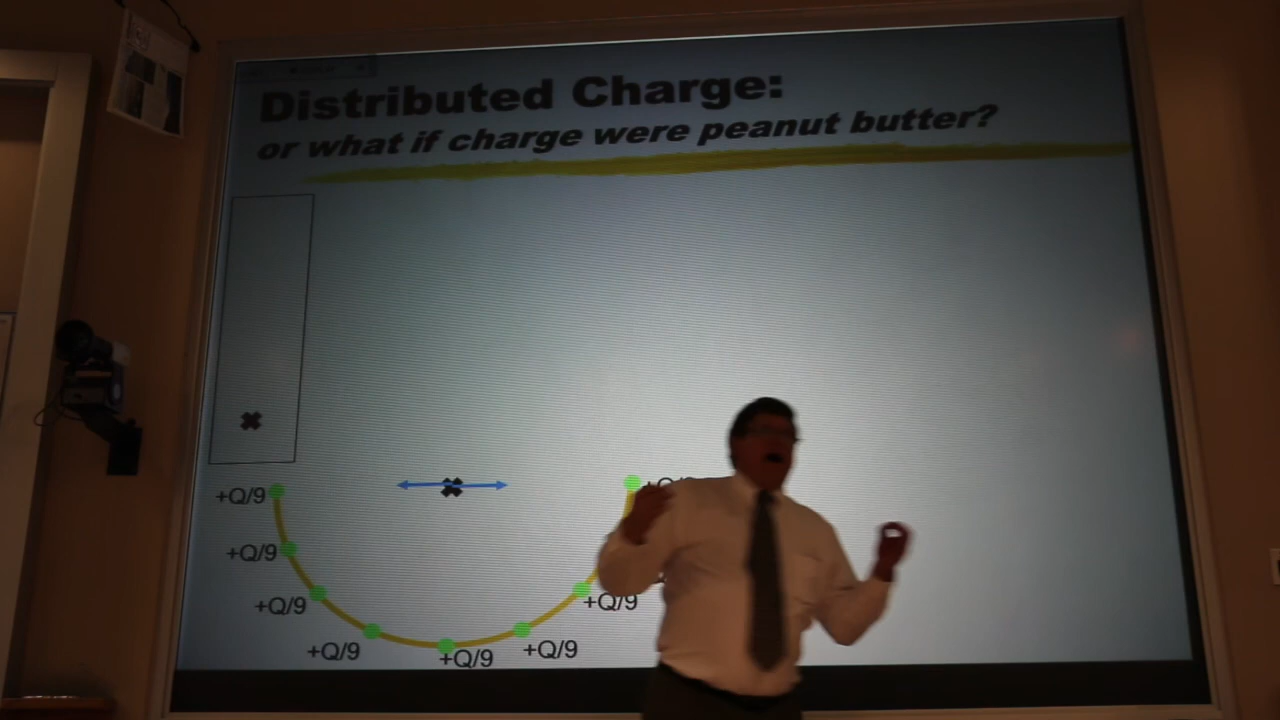 Distributed Charge:
or what if charge were peanut butter?
+Q/9
+Q/9
+Q/9
+Q/9
+Q/9
+Q/9
+Q/9